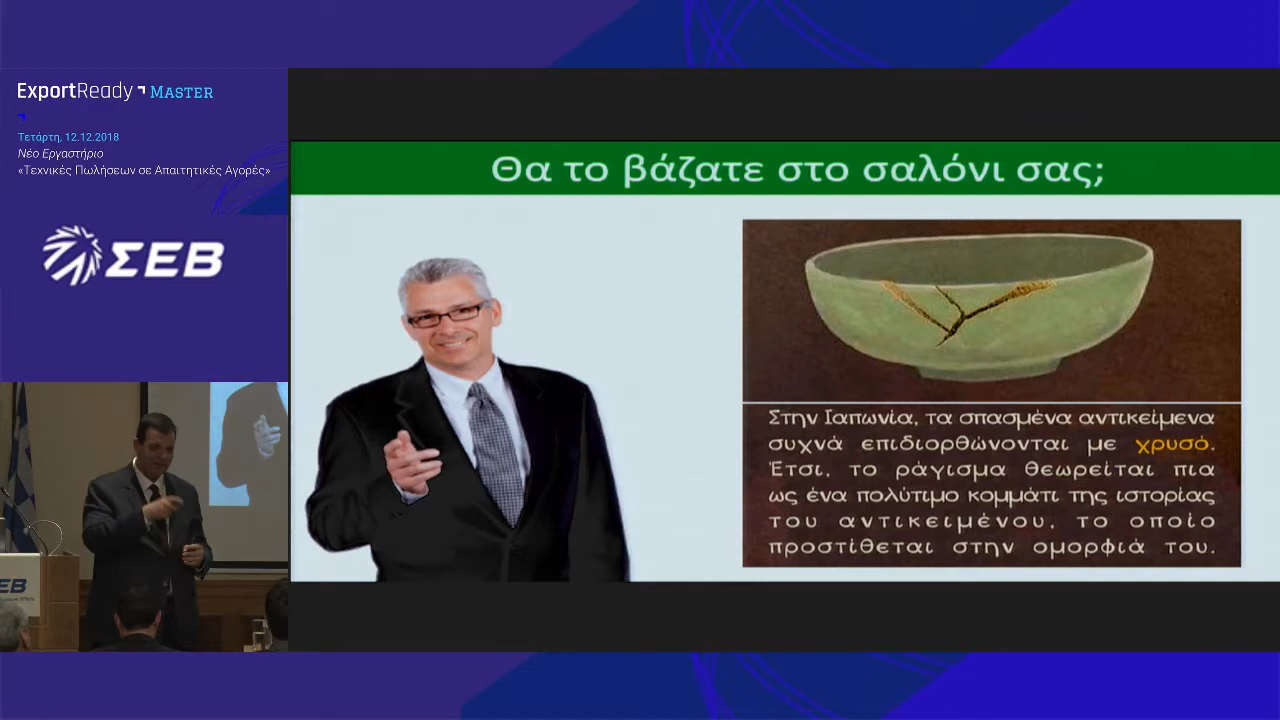 ExportReady MASTER
Τετάρτη, 12.12.2018
Νέο Εργαστήριο
«Τεχνικές Πωλήσεων σε Απαιτητικές Αγορές»
ΣΕΒ
ΣΕΒ
Θα το βάζατε στο σαλόνι σας;
Στην Ιαπωνία, τα σπασμένα αντικείμενα
συχνά επιδιορθώνονται με χρυσό.
Έτσι, το ράγισμα θεωρείται πια
ως ένα πολύτιμο κομμάτι της ιστορίας
του αντικειμένου, το οποίο
προστίθεται στην ομορφιά του.